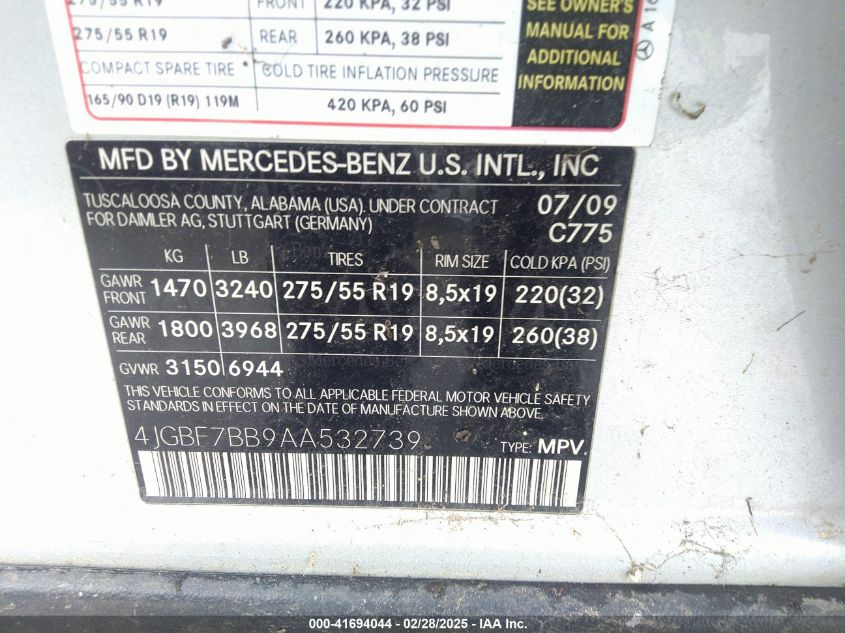 275/55 R19 FRONT 220 KPA, 32 PSI
275/55 R19 REAR 260 KPA, 38 PSI
COMPACT SPARE TIRE COLD TIRE INFLATION PRESSURE
165/90 D19 (R19) 119M 420 KPA, 60 PSI
SEE OWNER'S
MANUAL FOR
ADDITIONAL
INFORMATION
A 16
MFD BY MERCEDES-BENZ U.S. INTL., INC
TUSCALOOSA COUNTY, ALABAMA (USA). UNDER CONTRACT 07/09
FOR DAIMLER AG, STUTTGART (GERMANY) C775
KG LB TIRES RIM SIZE COLD KPA (PSI)
GAWR FRONT 1470 3240 275/55 R19 8,5x19 220(32)
GAWR REAR 1800 3968 275/55 R19 8,5x19 260(38)
GVWR 3150 6944
THIS VEHICLE CONFORMS TO ALL APPLICABLE FEDERAL MOTOR VEHICLE SAFETY
STANDARDS IN EFFECT ON THE DATE OF MANUFACTURE SHOWN ABOVE.
4JGBF7BB9AA532739 TYPE: MPV
000-41694044 - 02/28/2025 - IAA Inc.